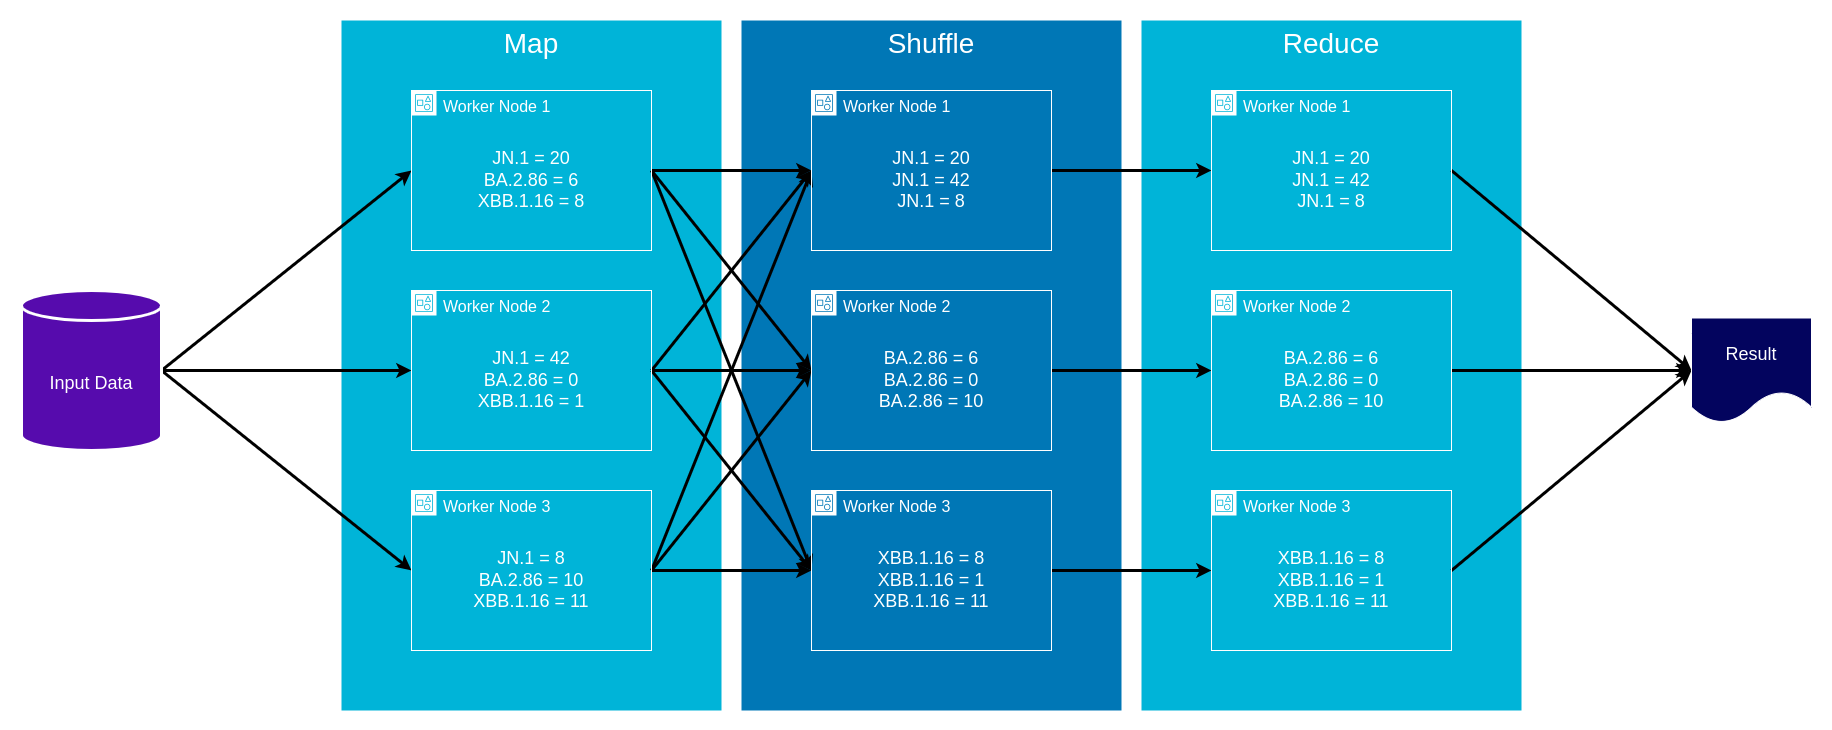 Map
Shuffle
Reduce
Worker Node 1
JN.1 = 20
BA.2.86 = 6
XBB.1.16 = 8
Worker Node 1
JN.1 = 20
JN.1 = 42
JN.1 = 8
Worker Node 1
JN.1 = 20
JN.1 = 42
JN.1 = 8
Input Data
Worker Node 2
JN.1 = 42
BA.2.86 = 0
XBB.1.16 = 1
Worker Node 2
BA.2.86 = 6
BA.2.86 = 0
BA.2.86 = 10
Worker Node 2
BA.2.86 = 6
BA.2.86 = 0
BA.2.86 = 10
Result
Worker Node 3
JN.1 = 8
BA.2.86 = 10
XBB.1.16 = 11
Worker Node 3
XBB.1.16 = 8
XBB.1.16 = 1
XBB.1.16 = 11
Worker Node 3
XBB.1.16 = 8
XBB.1.16 = 1
XBB.1.16 = 11